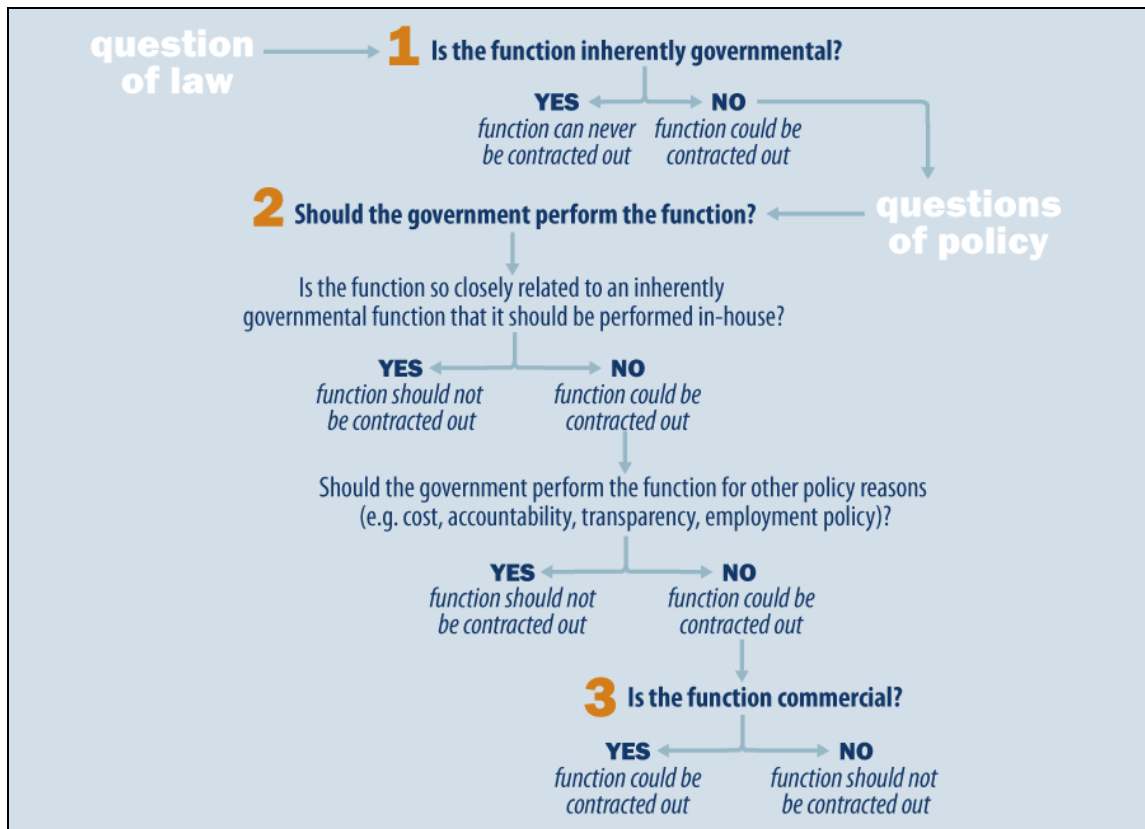 question
of law
1 Is the function inherently governmental?
YES
function can never
be contracted out
NO
function could be
contracted out
questions
of policy
2 Should the government perform the function?
Is the function so closely related to an inherently
governmental function that it should be performed in-house?
YES
function should not
be contracted out
NO
function could be
contracted out
Should the government perform the function for other policy reasons
(e.g. cost, accountability, transparency, employment policy)?
YES
function should not
be contracted out
NO
function could be
contracted out
3 Is the function commercial?
YES
function could be
contracted out
NO
function should not
be contracted out